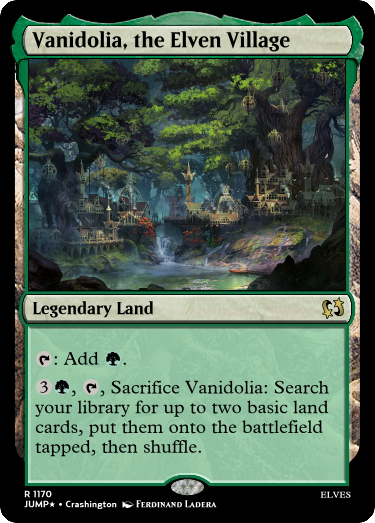 Vanidolia, the Elven Village
Legendary Land
: Add .
3 , , Sacrifice Vanidolia: Search
your library for up to two basic land
cards, put them onto the battlefield
tapped, then shuffle.
R 1170
JUMP★ • Crashington Ferdinand Ladera
ELVES